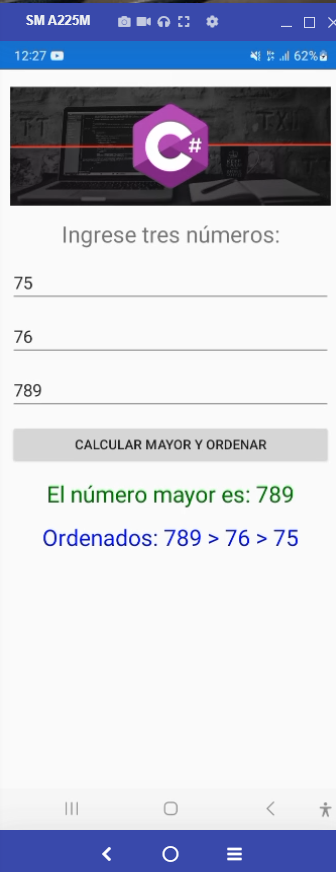 SM A225M
12:27 62%
C#
Ingrese tres números:
75
76
789
CALCULAR MAYOR Y ORDENAR
El número mayor es: 789
Ordenados: 789 > 76 > 75